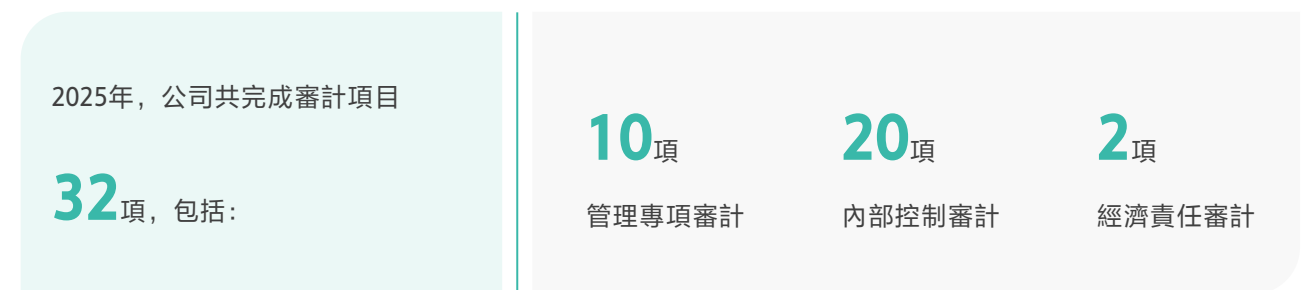 2025年，公司共完成審計項目
32項，包括：
10項
管理專項審計
20項
內部控制審計
2項
經濟責任審計